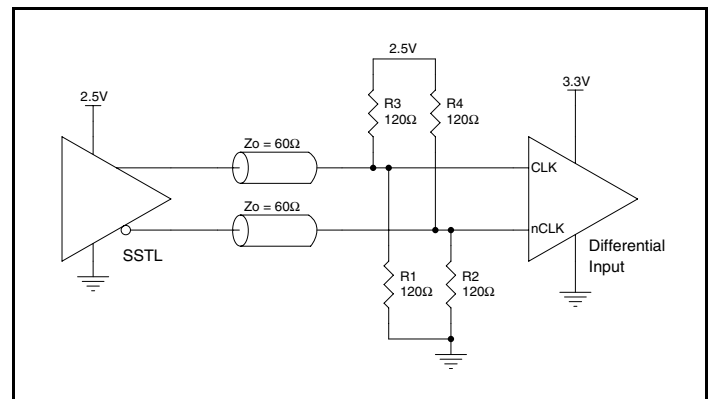 2.5V
3.3V
2.5V
R3
120Ω
R4
120Ω
Zo = 60Ω
CLK
Zo = 60Ω
nCLK
SSTL
Differential
Input
R1
120Ω
R2
120Ω